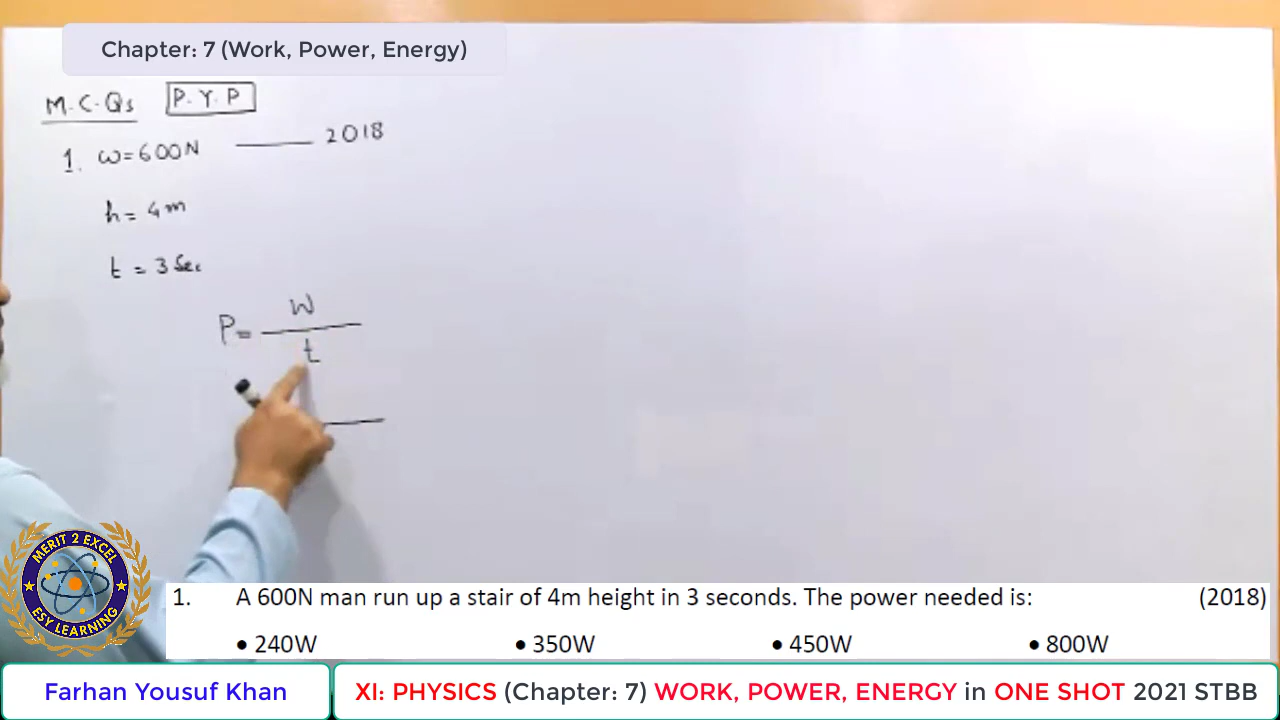 Chapter: 7 (Work, Power, Energy)
M.C.Qs P.Y.P
1. w=600N —— 2018
h = 4m
t = 3 Sec
P= W
t
MERIT 2 EXCEL
ESY LEARNING
1. A 600N man run up a stair of 4m height in 3 seconds. The power needed is: (2018)
• 240W • 350W • 450W • 800W
Farhan Yousuf Khan
XI: PHYSICS (Chapter: 7) WORK, POWER, ENERGY in ONE SHOT 2021 STBB